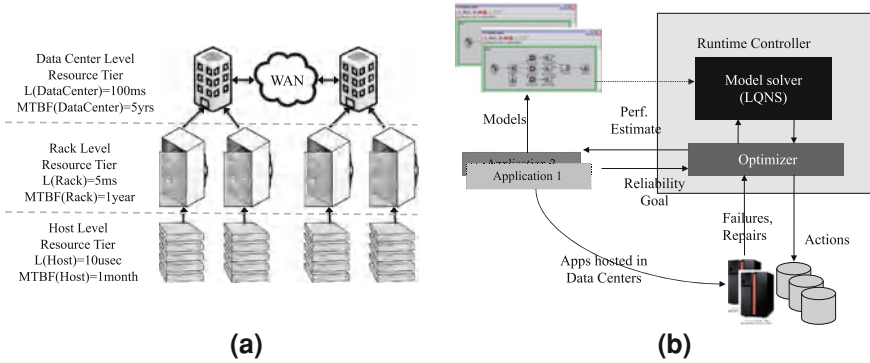 Data Center Level
Resource Tier
L(DataCenter)=100ms
MTBF(DataCenter)=5yrs
WAN
Rack Level
Resource Tier
L(Rack)=5ms
MTBF(Rack)=1year
Host Level
Resource Tier
L(Host)=10usec
MTBF(Host)=1month
(a)
Runtime Controller
Model solver
(LQNS)
Models
Perf.
Estimate
Application 2
Application 1
Optimizer
Reliability
Goal
Failures,
Repairs
Actions
Apps hosted in
Data Centers
(b)